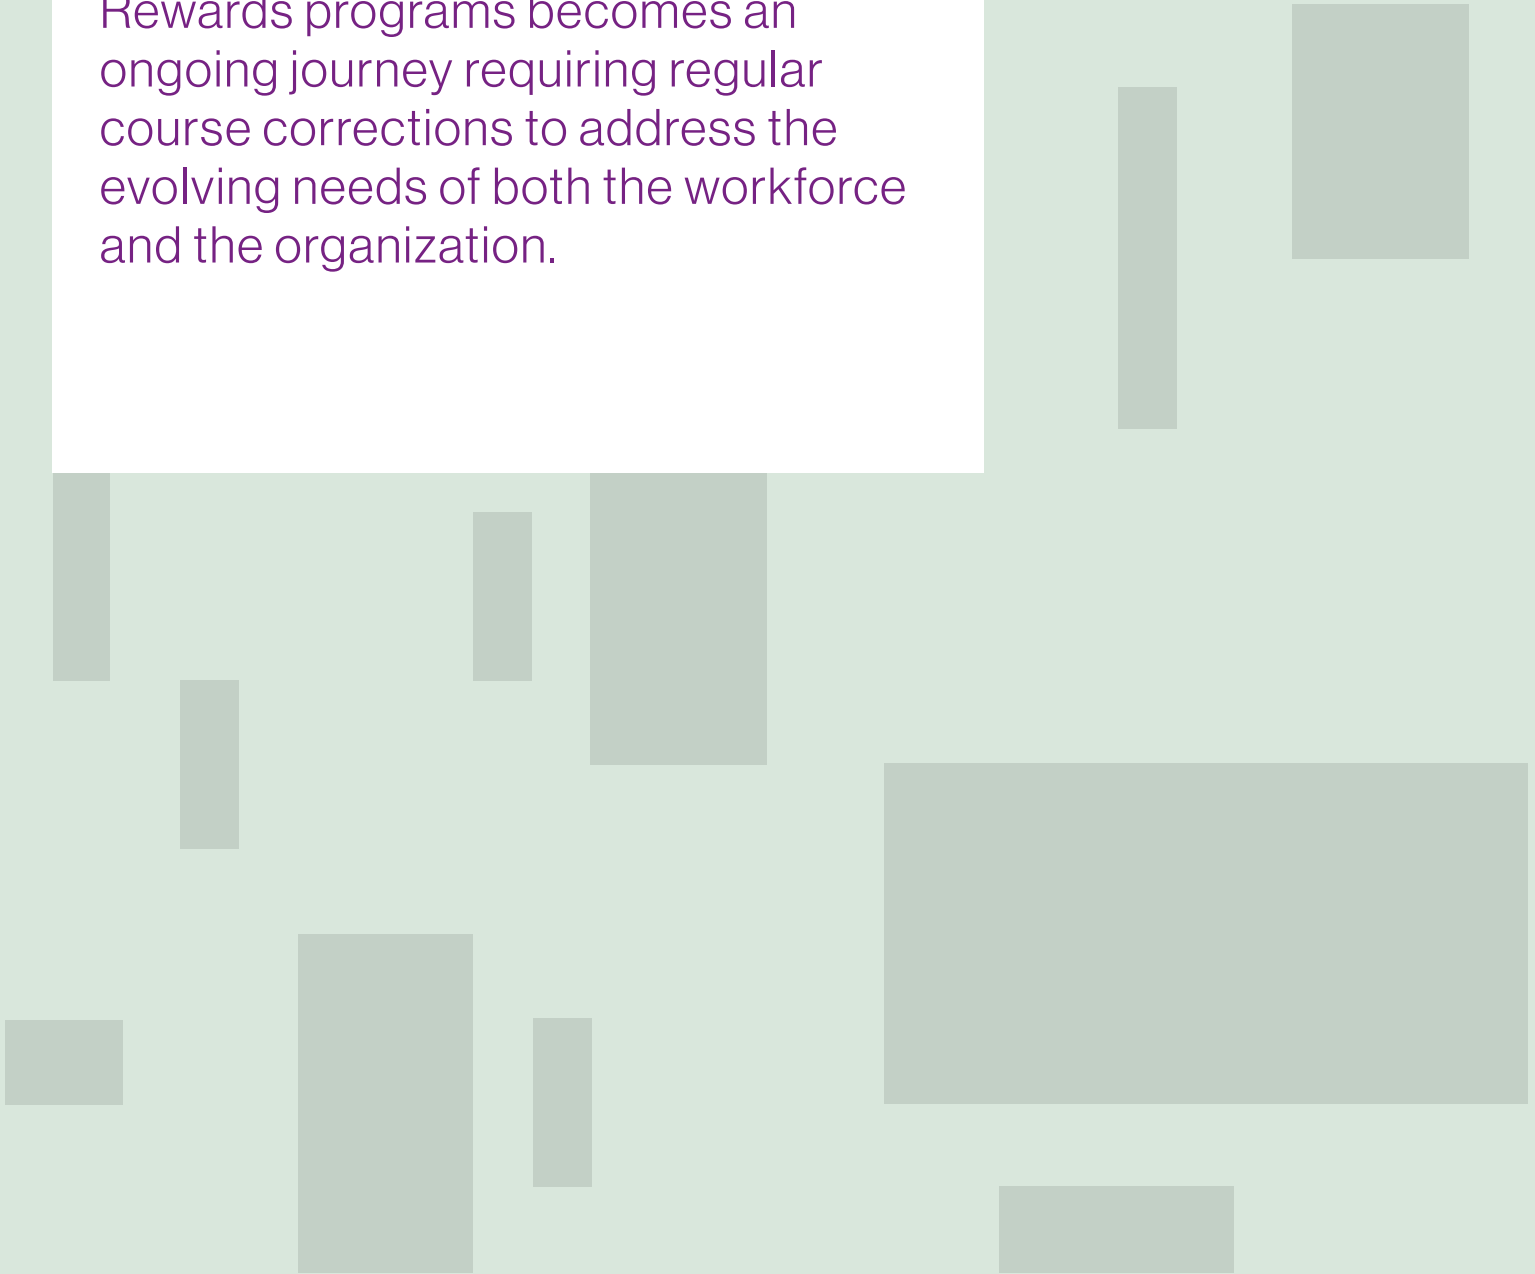 Rewards programs becomes an
ongoing journey requiring regular
course corrections to address the
evolving needs of both the workforce
and the organization.